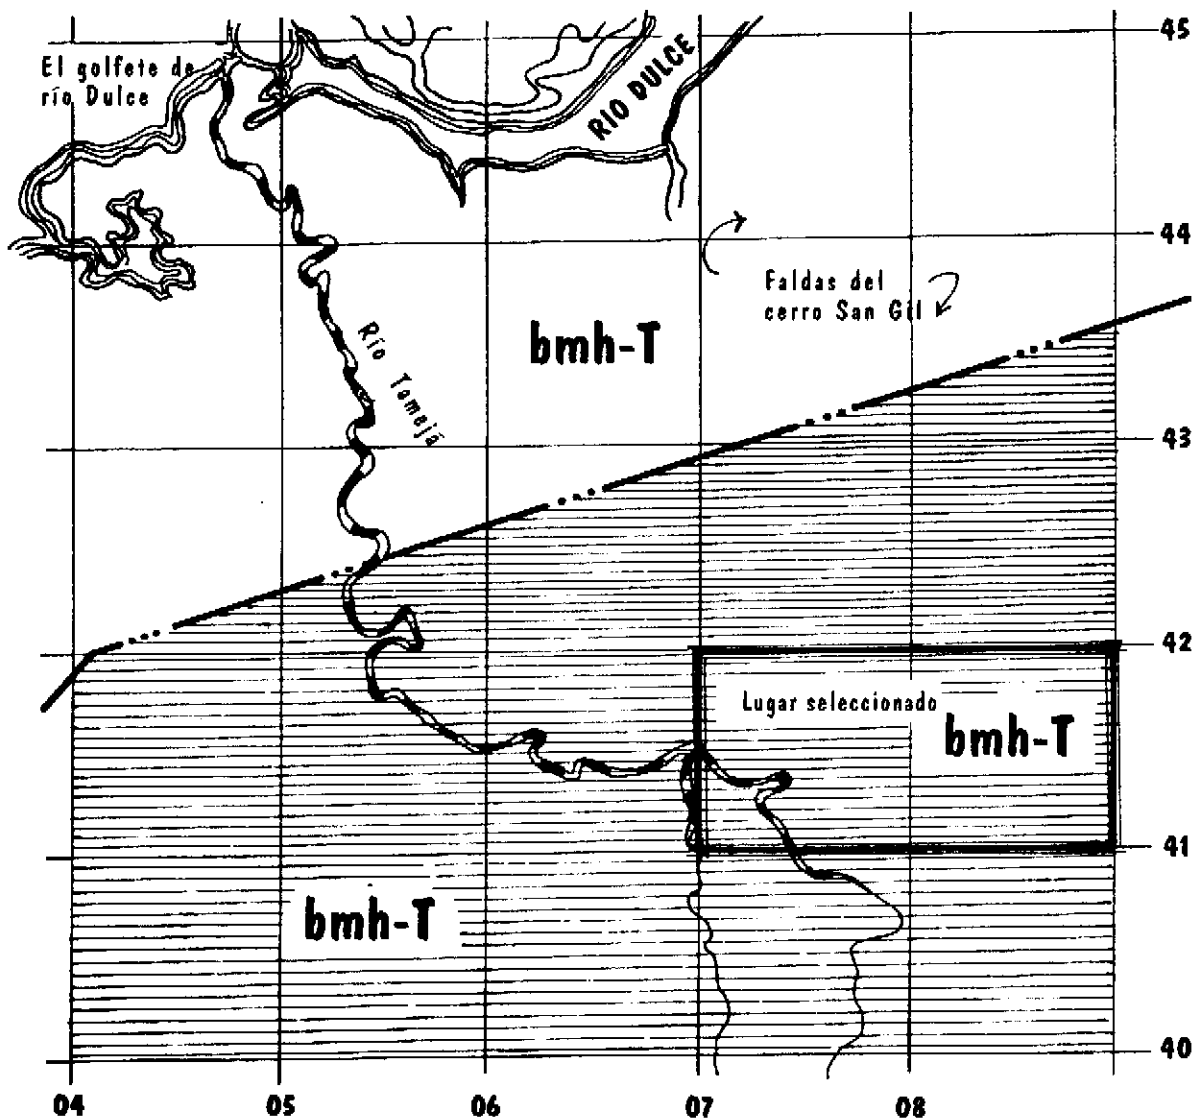 45
El golfete de
río Dulce
RIO DULCE
44
Faldas del
cerro San Gil
bmh-T
Río Tamejá
43
42
Lugar seleccionado
bmh-T
41
bmh-T
40
04 05 06 07 08